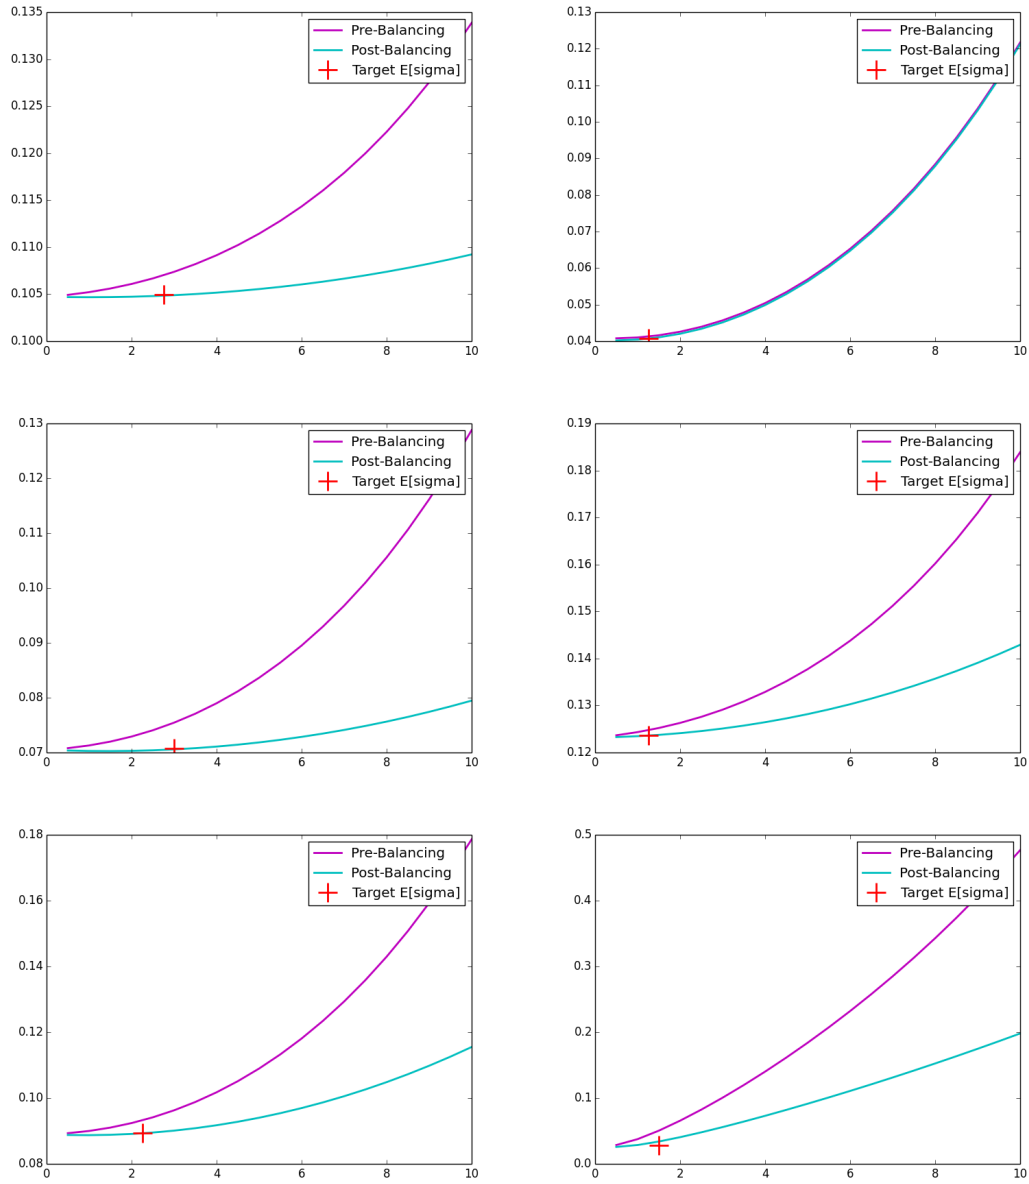 0.135
0.130
0.125
0.120
0.115
0.110
0.105
0.100
0 2 4 6 8 10
Pre-Balancing
Post-Balancing
Target E[sigma]
0.13
0.12
0.11
0.10
0.09
0.08
0.07
0.06
0.05
0.04
0 2 4 6 8 10
Pre-Balancing
Post-Balancing
Target E[sigma]
0.13
0.12
0.11
0.10
0.09
0.08
0.07
0 2 4 6 8 10
Pre-Balancing
Post-Balancing
Target E[sigma]
0.19
0.18
0.17
0.16
0.15
0.14
0.13
0.12
0 2 4 6 8 10
Pre-Balancing
Post-Balancing
Target E[sigma]
0.18
0.16
0.14
0.12
0.10
0.08
0 2 4 6 8 10
Pre-Balancing
Post-Balancing
Target E[sigma]
0.5
0.4
0.3
0.2
0.1
0.0
0 2 4 6 8 10
Pre-Balancing
Post-Balancing
Target E[sigma]